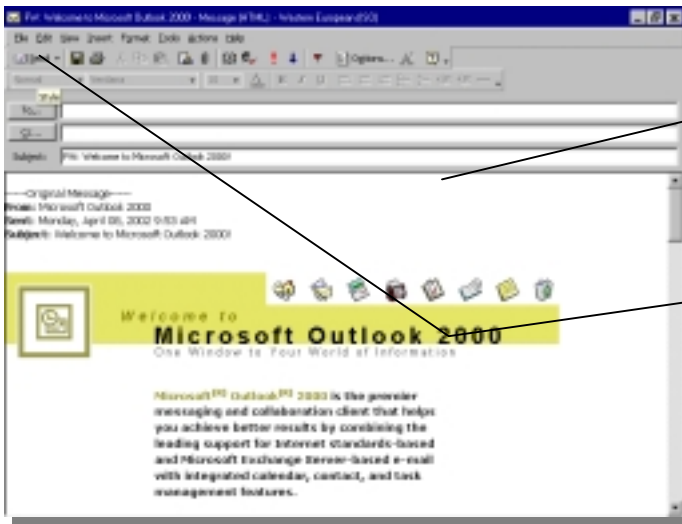 FW: Welcome to Microsoft Outlook 2000! - Message (HTML) - Western European (ISO)
File Edit View Insert Format Tools Actions Help
Send Options...
Normal Verdana
Style
To...
Cc...
Subject: FW: Welcome to Microsoft Outlook 2000!
-----Original Message-----
From: Microsoft Outlook 2000
Sent: Monday, April 08, 2002 9:53 AM
Subject: Welcome to Microsoft Outlook 2000!
Welcome to
Microsoft Outlook 2000
One Window to Your World of Information
Microsoft Outlook 2000 is the premier
messaging and collaboration client that helps
you achieve better results by combining the
leading support for Internet standards-based
and Microsoft Exchange Server-based e-mail
with integrated calendar, contact, and task
management features.